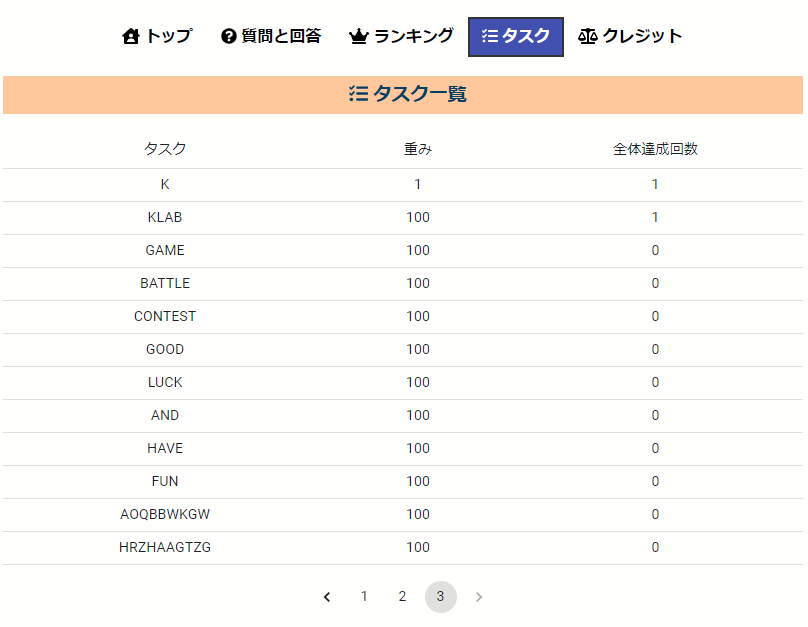 トップ 質問と回答 ランキング タスク クレジット
タスク一覧
タスク 重み 全体達成回数
K 1 1
KLAB 100 1
GAME 100 0
BATTLE 100 0
CONTEST 100 0
GOOD 100 0
LUCK 100 0
AND 100 0
HAVE 100 0
FUN 100 0
AOQBBWKGW 100 0
HRZHAAGTZG 100 0
1 2 3